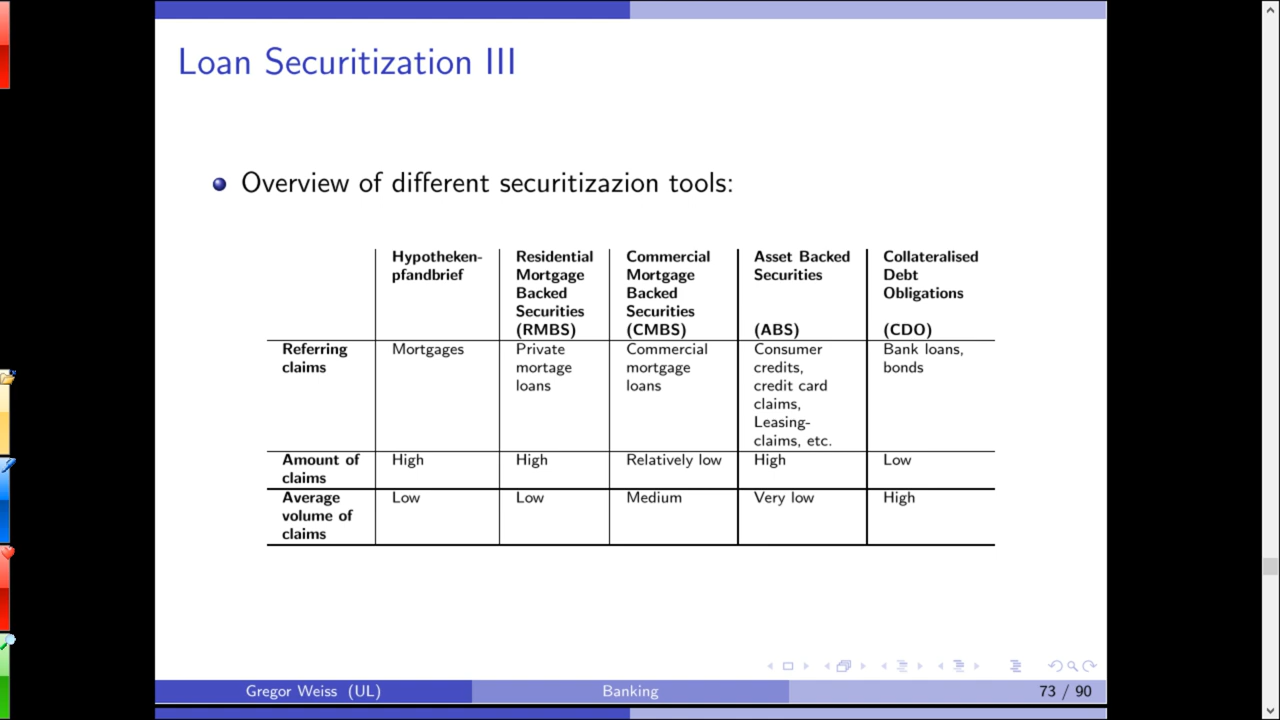 Loan Securitization III
Overview of different securitizazion tools:
Hypotheken-
pfandbrief
Residential
Mortgage
Backed
Securities
(RMBS)
Commercial
Mortgage
Backed
Securities
(CMBS)
Asset Backed
Securities
(ABS)
Collateralised
Debt
Obligations
(CDO)
Referring
claims
Mortgages
Private
mortage
loans
Commercial
mortgage
loans
Consumer
credits,
credit card
claims,
Leasing-
claims, etc.
Bank loans,
bonds
Amount of
claims
High
High
Relatively low
High
Low
Average
volume of
claims
Low
Low
Medium
Very low
High
Gregor Weiss (UL)
Banking
73 / 90